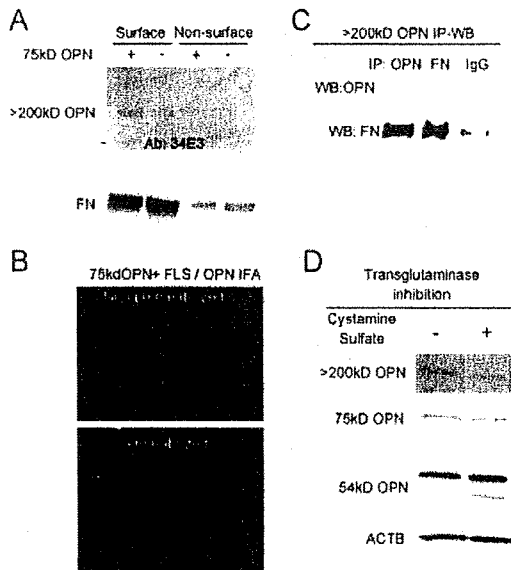 A
Surface Non-surface
75kD OPN + - + -
>200kD OPN
Ab: 34E3
FN
B
75kdOPN+ FLS / OPN IFA
C
>200kD OPN IP-WB
IP: OPN FN IgG
WB:OPN
WB: FN
D
Transglutaminase
inhibition
Cystamine
Sulfate - +
>200kD OPN
75kD OPN
54kD OPN
ACTB